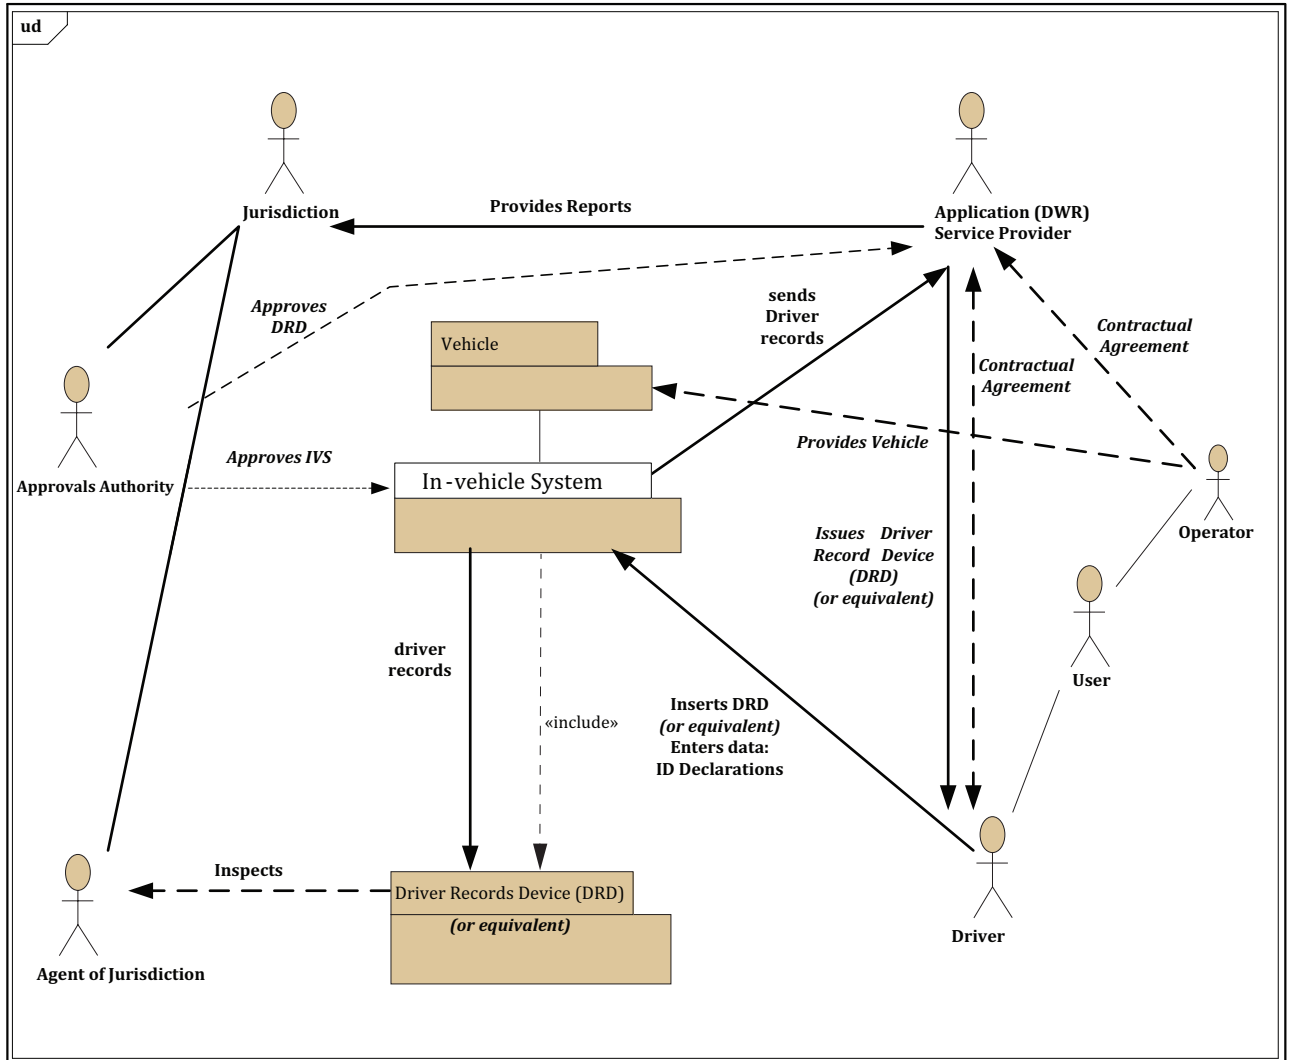 ud
Jurisdiction
Provides Reports
Application (DWR)
Service Provider
Approves
DRD
sends
Driver
records
Contractual
Agreement
Contractual
Agreement
Vehicle
Provides Vehicle
Approvals Authority
Approves IVS
In-vehicle System
Operator
Issues Driver
Record Device
(DRD)
(or equivalent)
User
driver
records
«include»
Inserts DRD
(or equivalent)
Enters data:
ID Declarations
Inspects
Driver Records Device (DRD)
(or equivalent)
Driver
Agent of Jurisdiction